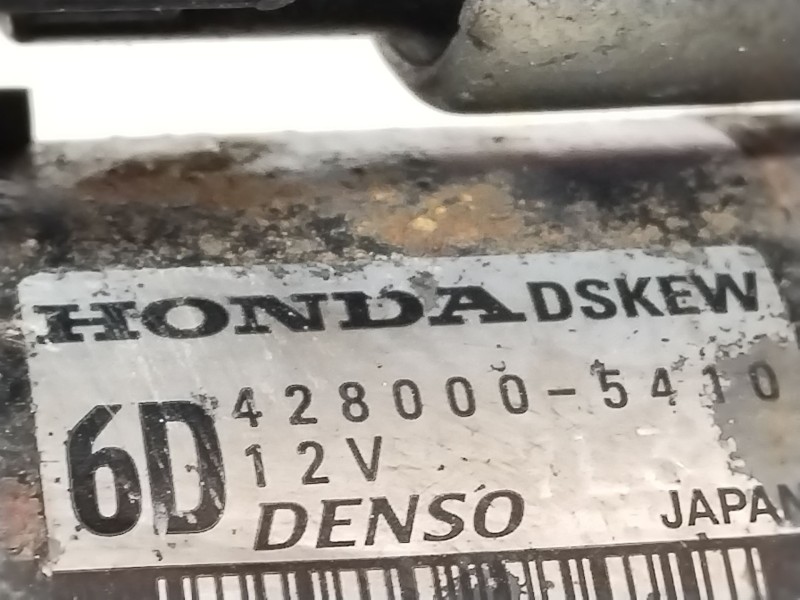 HONDA DSKEW
6D 428000-5410
12V
DENSO JAPAN